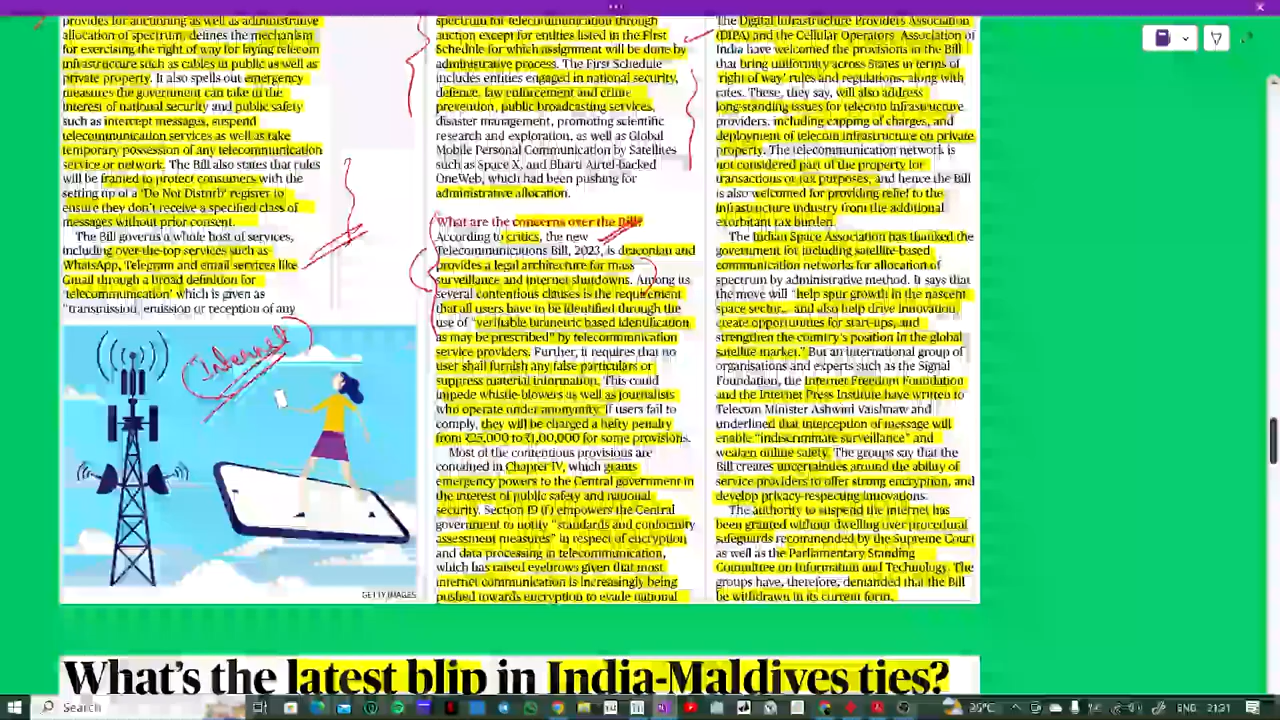 provides for auctioning as well as administrative
allocation of spectrum, defines the mechanism
for exercising the right of way for laying telecom
infrastructure such as cables in public as well as
private property. It also spells out emergency
measures the government can take in the
interest of national security and public safety
such as intercept messages, suspend
telecommunication services as well as take
temporary possession of any telecommunication
service or network. The Bill also states that rules
will be framed to protect consumers with the
setting up of a 'Do Not Disturb' register to
ensure they don't receive a specified class of
messages without prior consent.
The Bill governs a whole host of services,
including over-the-top services such as
WhatsApp, Telegram and email services like
Gmail through a broad definition for
'telecommunication' which is given as
"transmission, emission or reception of any
Internet
GETTY IMAGES
spectrum for telecommunication through
auction except for entities listed in the First
Schedule for which assignment will be done by
administrative process. The First Schedule
includes entities engaged in national security,
defense, law enforcement and crime
prevention, public broadcasting services,
disaster management, promoting scientific
research and exploration, as well as Global
Mobile Personal Communication by Satellites
such as Space X, and Bharti Airtel-backed
OneWeb, which had been pushing for
administrative allocation.
What are the concerns over the Bill?
According to critics, the new
Telecommunications Bill, 2023, is draconian and
provides a legal architecture for mass
surveillance and internet shutdowns. Among its
several contentious clauses is the requirement
that all users have to be identified through the
use of "verifiable biometric based identification
as may be prescribed" by telecommunication
service providers. Further, it requires that no
user shall furnish any false particulars or
suppress material information. This could
impede whistle-blowers as well as journalists
who operate under anonymity. If users fail to
comply, they will be charged a hefty penalty
from ₹25,000 to ₹1,00,000 for some provisions.
Most of the contentious provisions are
contained in Chapter IV, which grants
emergency powers to the Central government in
the interest of public safety and national
security. Section 19 (f) empowers the Central
government to notify "standards and conformity
assessment measures" in respect of encryption
and data processing in telecommunication,
which has raised eyebrows given that most
internet communication is increasingly being
pushed towards encryption to evade national
The Digital Infrastructure Providers Association
(DIPA) and the Cellular Operators' Association of
India have welcomed the provisions in the Bill
that bring uniformity across States in terms of
'right of way' rules and regulations, along with
rates. These, they say, will also address
long-standing issues for telecom infrastructure
providers, including capping of charges, and
deployment of telecom infrastructure on private
property. The telecommunication network is
not considered part of the property for
transactions or tax purposes, and hence the Bill
is also welcomed for providing relief to the
infrastructure industry from the additional
exorbitant tax burden.
The Indian Space Association has thanked the
government for including satellite-based
communication networks for allocation of
spectrum by administrative method. It says that
the move will "help spur growth in the nascent
space sector... and also help drive innovation,
create opportunities for start-ups, and
strengthen the country's position in the global
satellite market." But an international group of
organisations and experts such as the Signal
Foundation, the Internet Freedom Foundation
and the Internet Press Institute have written to
Telecom Minister Ashwini Vaishnaw and
underlined that interception of message will
enable "indiscriminate surveillance" and
weaken online safety. The groups say that the
Bill creates uncertainties around the ability of
service providers to offer strong encryption, and
develop privacy-respecting innovations.
The authority to suspend the internet has
been granted without dwelling over procedural
safeguards recommended by the Supreme Court
as well as the Parliamentary Standing
Committee on Information and Technology. The
groups have, therefore, demanded that the Bill
be withdrawn in its current form.
What's the latest blip in India-Maldives ties?
Search
ENG